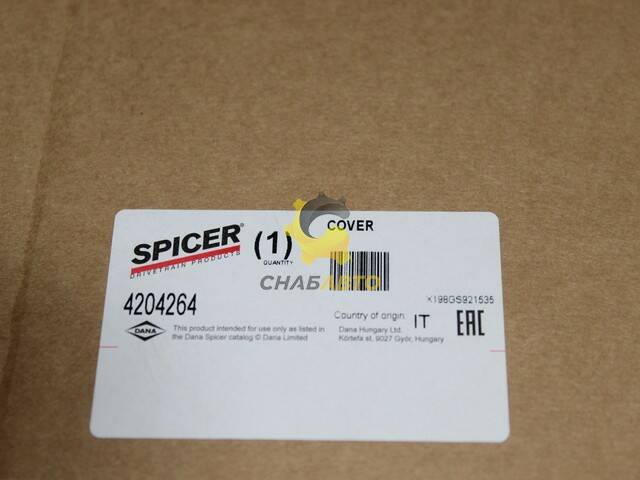 SPICER®
DRIVETRAIN PRODUCTS
(1)
QUANTITY
COVER
СНАБАВТО
4204264
X198GS921535
DANA
This product intended for use only as listed in
the Dana Spicer catalog © Dana Limited
Country of origin: IT
Dana Hungary Ltd.
Körtefa st, 9027 Győr, Hungary
EAC